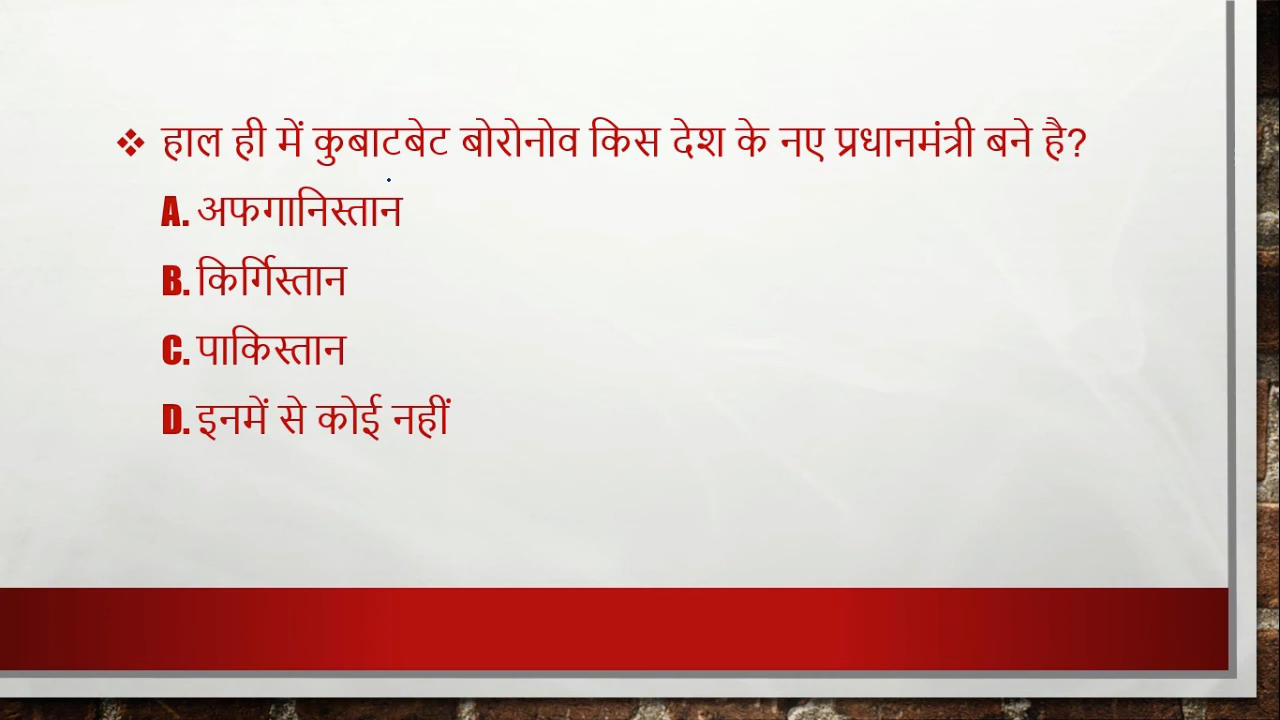 ❖ हाल ही में कुबाटबेट बोरोनोव किस देश के नए प्रधानमंत्री बने है?
A. अफगानिस्तान
B. किर्गिस्तान
C. पाकिस्तान
D. इनमें से कोई नहीं